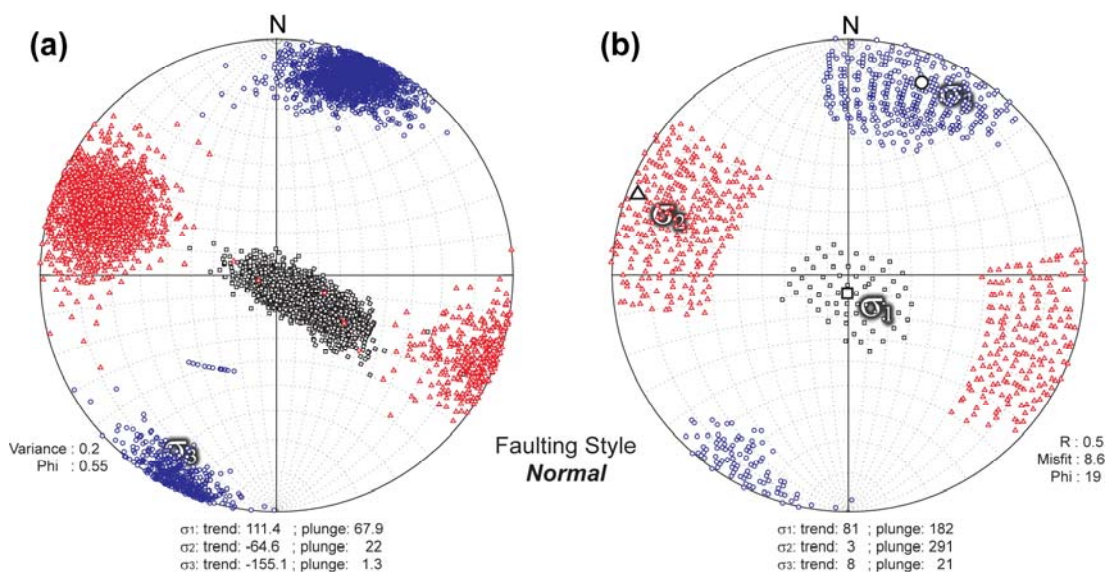 (a)
N
σ3
Variance : 0.2
Phi : 0.55
σ1: trend: 111.4 ; plunge: 67.9
σ2: trend: -64.6 ; plunge: 22
σ3: trend: -155.1 ; plunge: 1.3
Faulting Style
Normal
(b)
N
σ3
σ2
σ1
R : 0.5
Misfit : 8.6
Phi : 19
σ1: trend: 81 ; plunge: 182
σ2: trend: 3 ; plunge: 291
σ3: trend: 8 ; plunge: 21